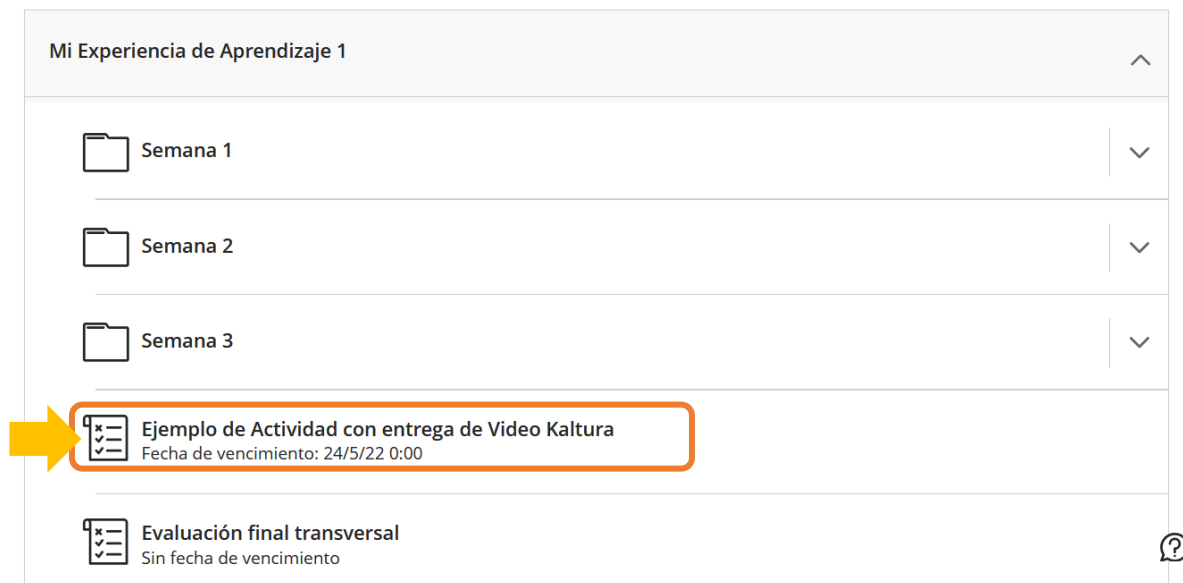 Mi Experiencia de Aprendizaje 1
Semana 1
Semana 2
Semana 3
Ejemplo de Actividad con entrega de Video Kaltura
Fecha de vencimiento: 24/5/22 0:00
Evaluación final transversal
Sin fecha de vencimiento